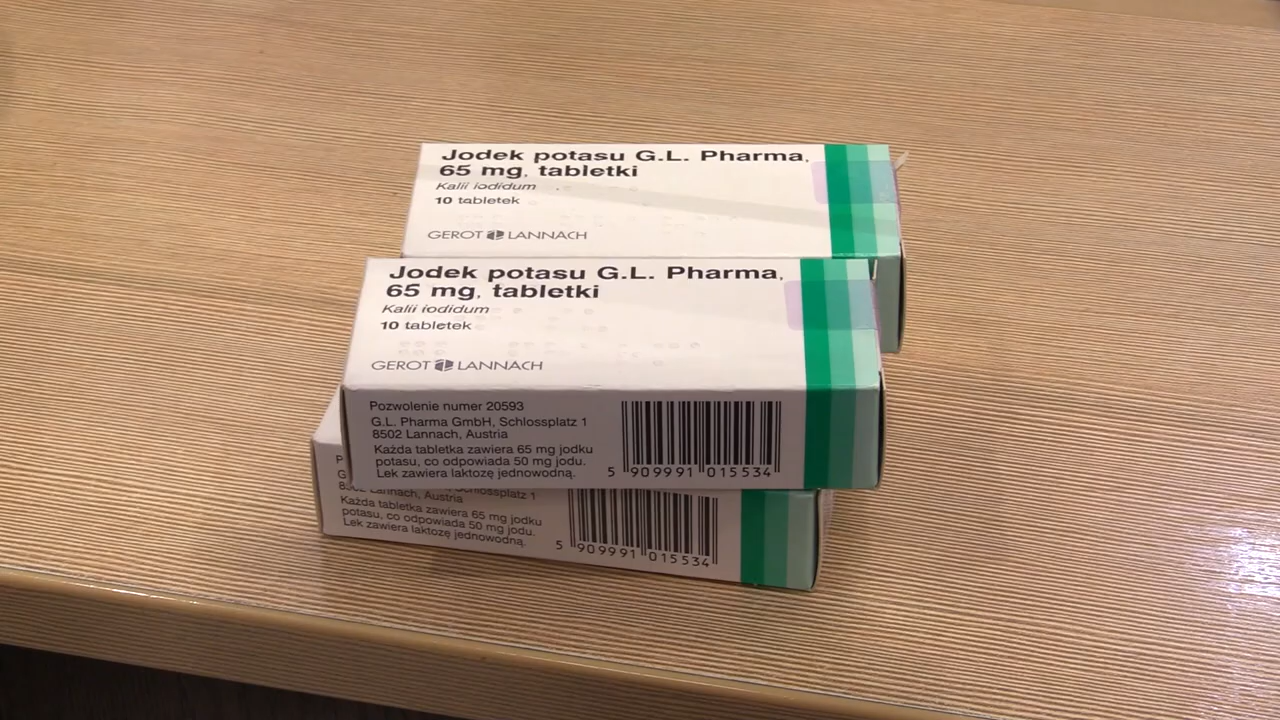 Jodek potasu G.L. Pharma,
65 mg, tabletki
Kalii iodidum
10 tabletek
GEROT LANNACH
Jodek potasu G.L. Pharma,
65 mg, tabletki
Kalii iodidum
10 tabletek
GEROT LANNACH
Pozwolenie numer 20593
G.L. Pharma GmbH, Schlossplatz 1
8502 Lannach, Austria
Każda tabletka zawiera 65 mg jodku
potasu, co odpowiada 50 mg jodu.
Lek zawiera laktozę jednowodną.
5 909991 015534
Schlossplatz 1
Lannach, Austria
Każda tabletka zawiera 65 mg jodku
potasu, co odpowiada 50 mg jodu.
Lek zawiera laktozę jednowodną.
5 909991 015534